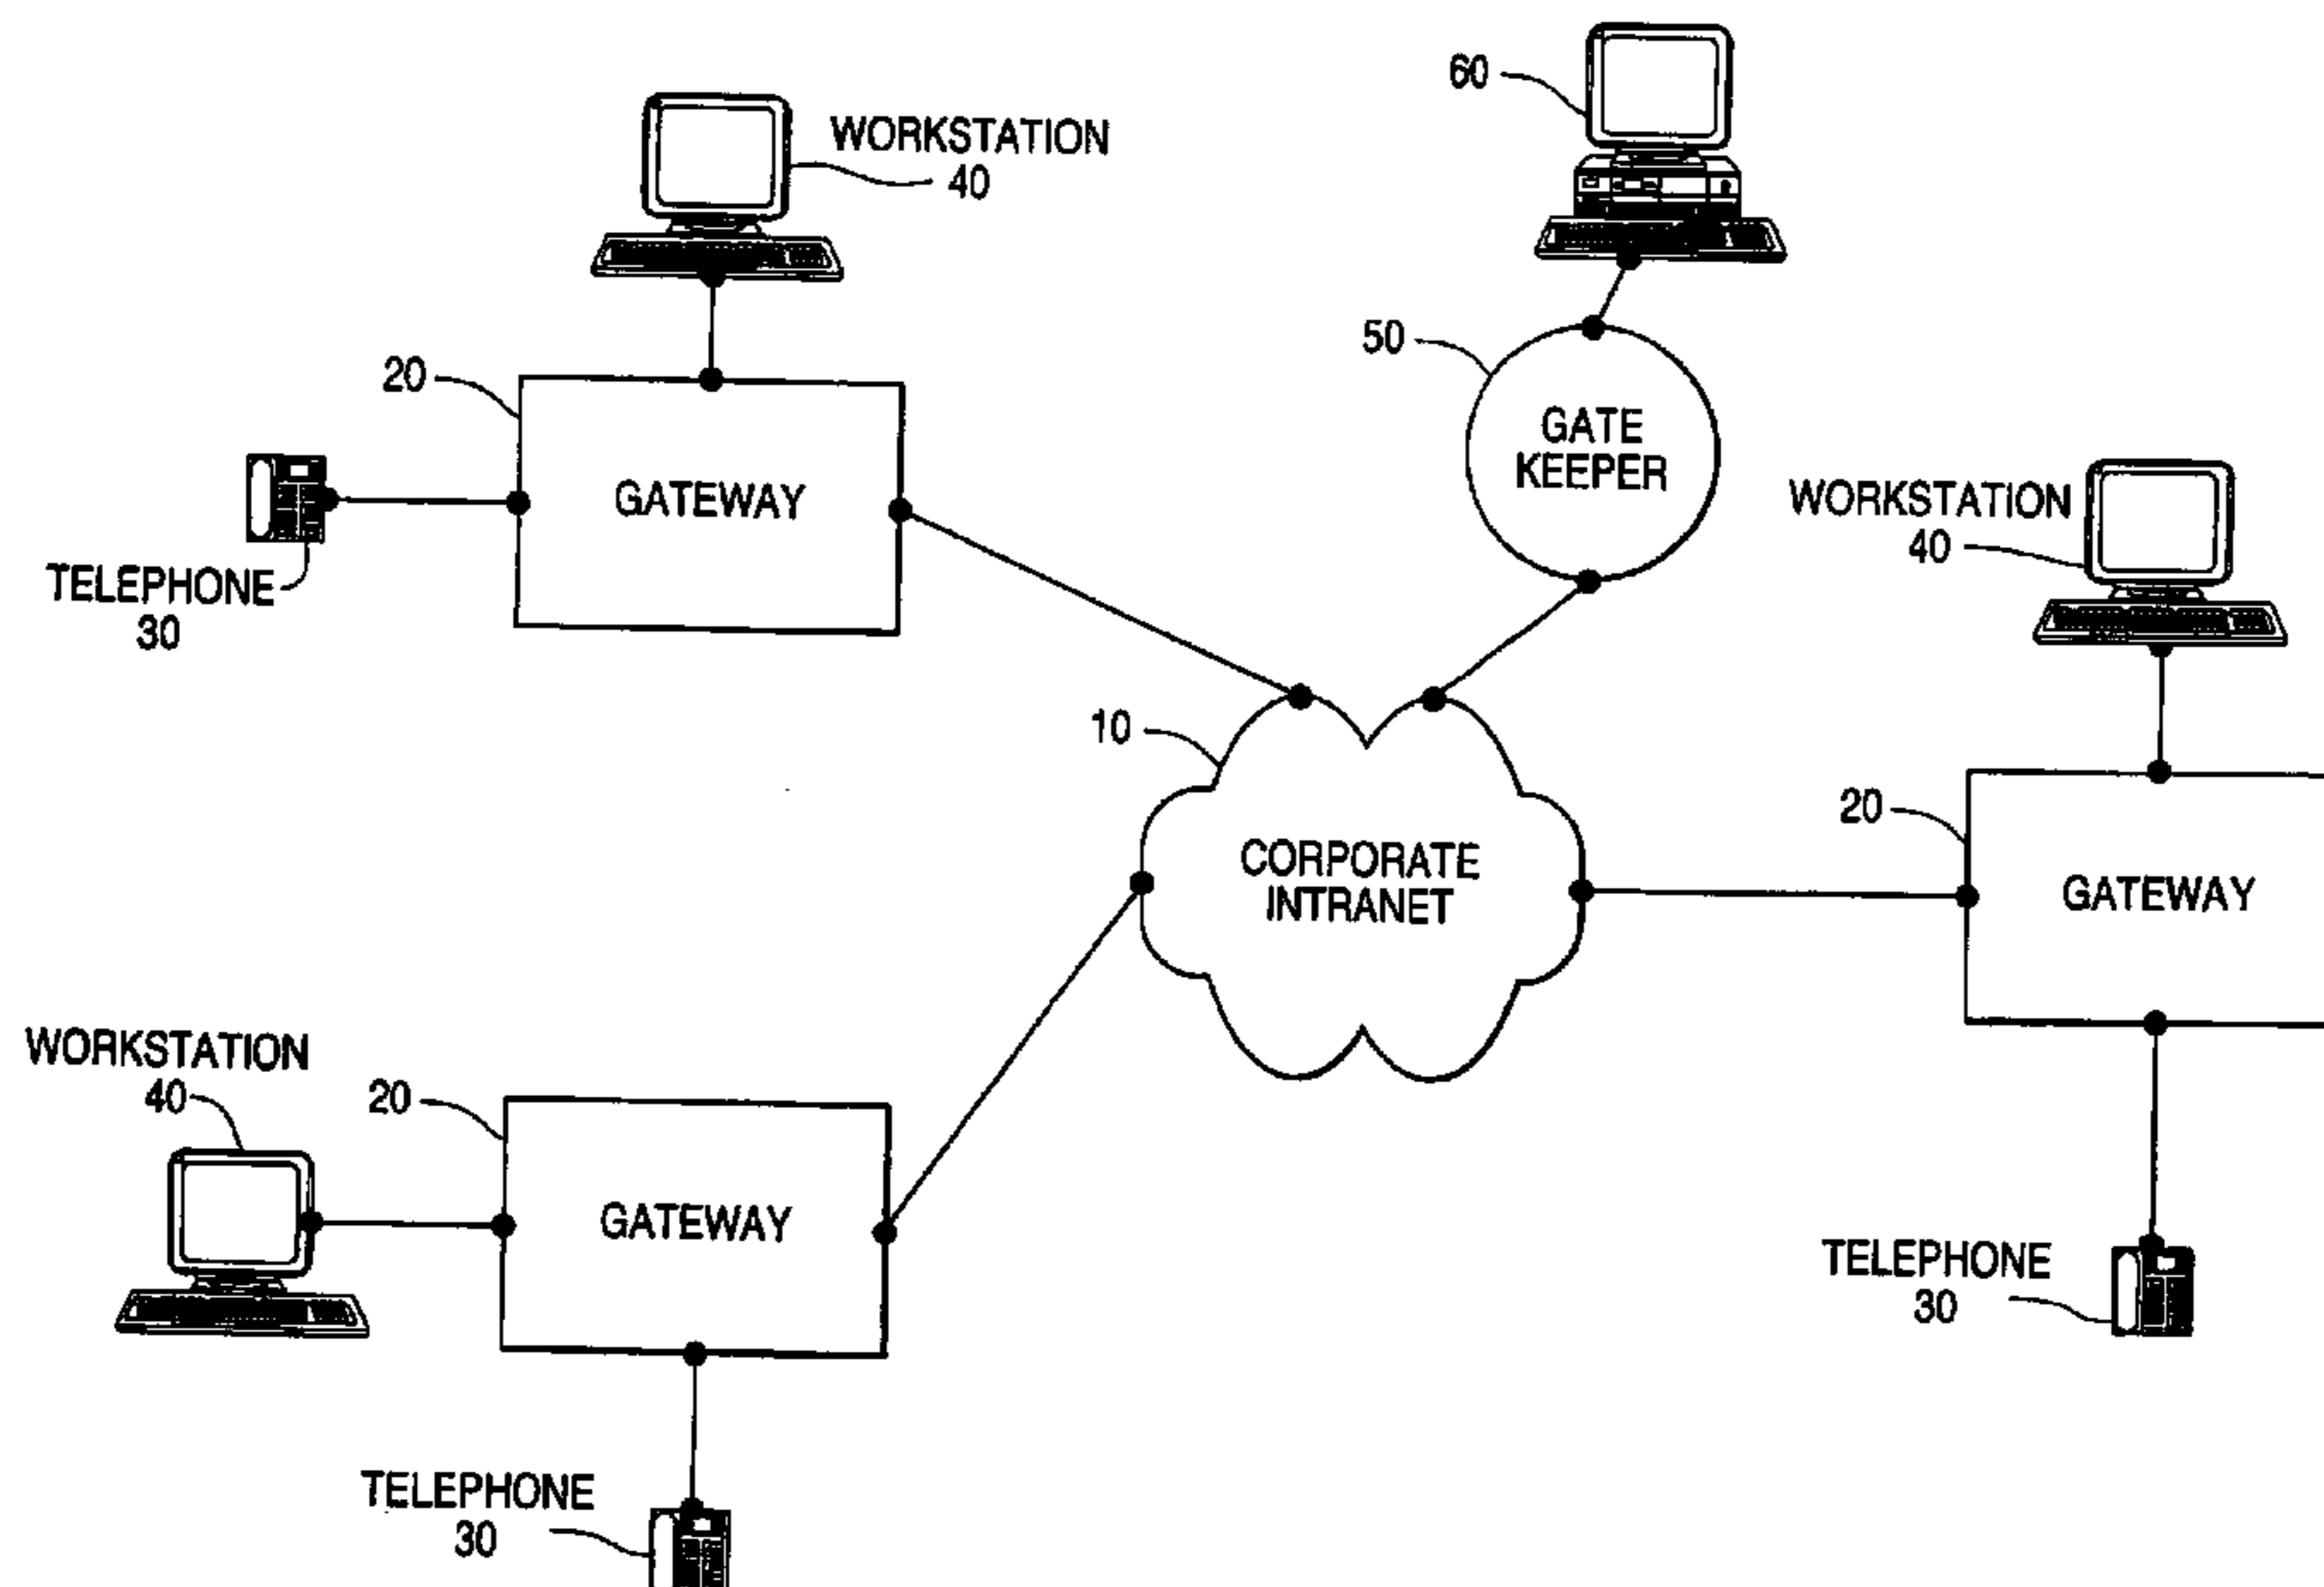 60
WORKSTATION
40
50
20
GATE
KEEPER
GATEWAY
WORKSTATION
40
TELEPHONE
30
10
20
CORPORATE
INTRANET
GATEWAY
WORKSTATION
40
20
GATEWAY
TELEPHONE
30
TELEPHONE
30